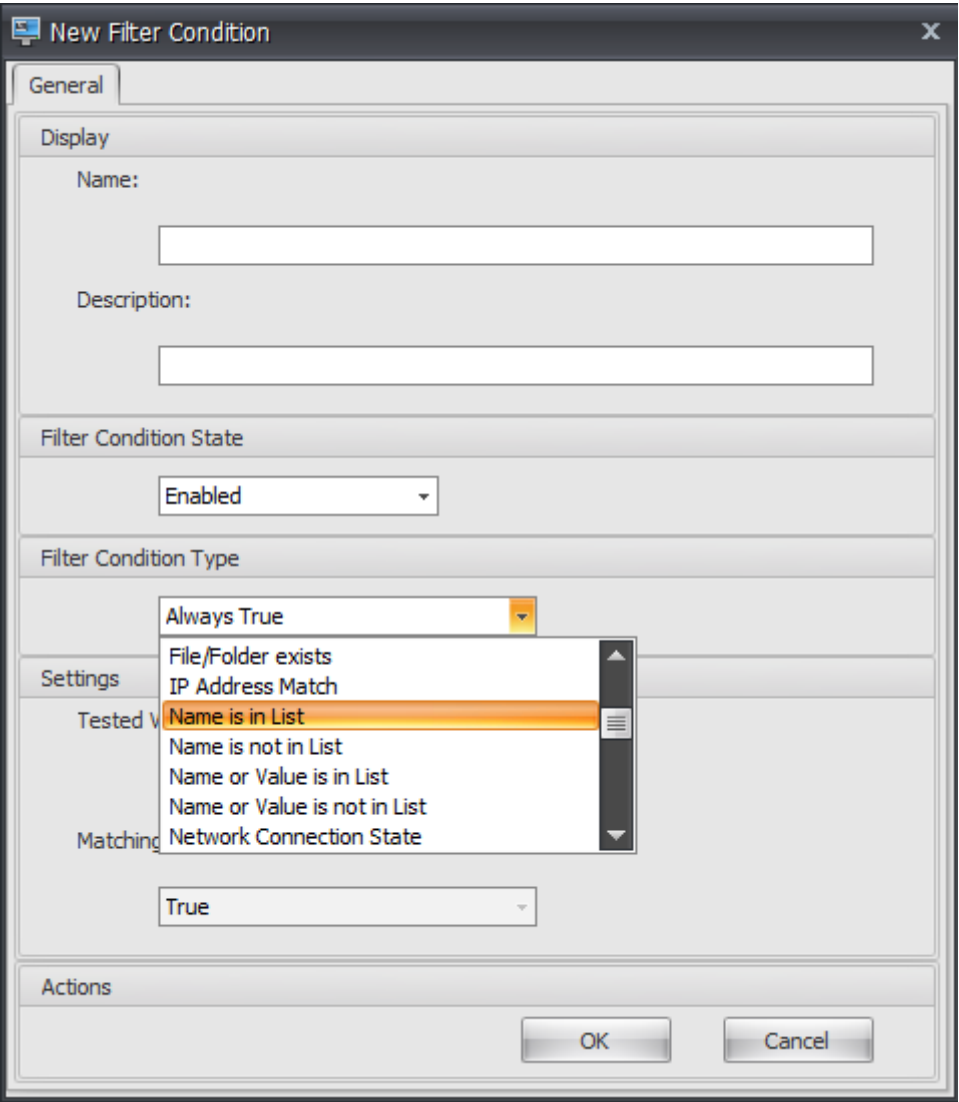 New Filter Condition
General
Display
Name:
Description:
Filter Condition State
Enabled
Filter Condition Type
Always True
File/Folder exists
IP Address Match
Settings
Name is in List
Tested
Name is not in List
Name or Value is in List
Name or Value is not in List
Network Connection State
Matching
True
Actions
OK Cancel